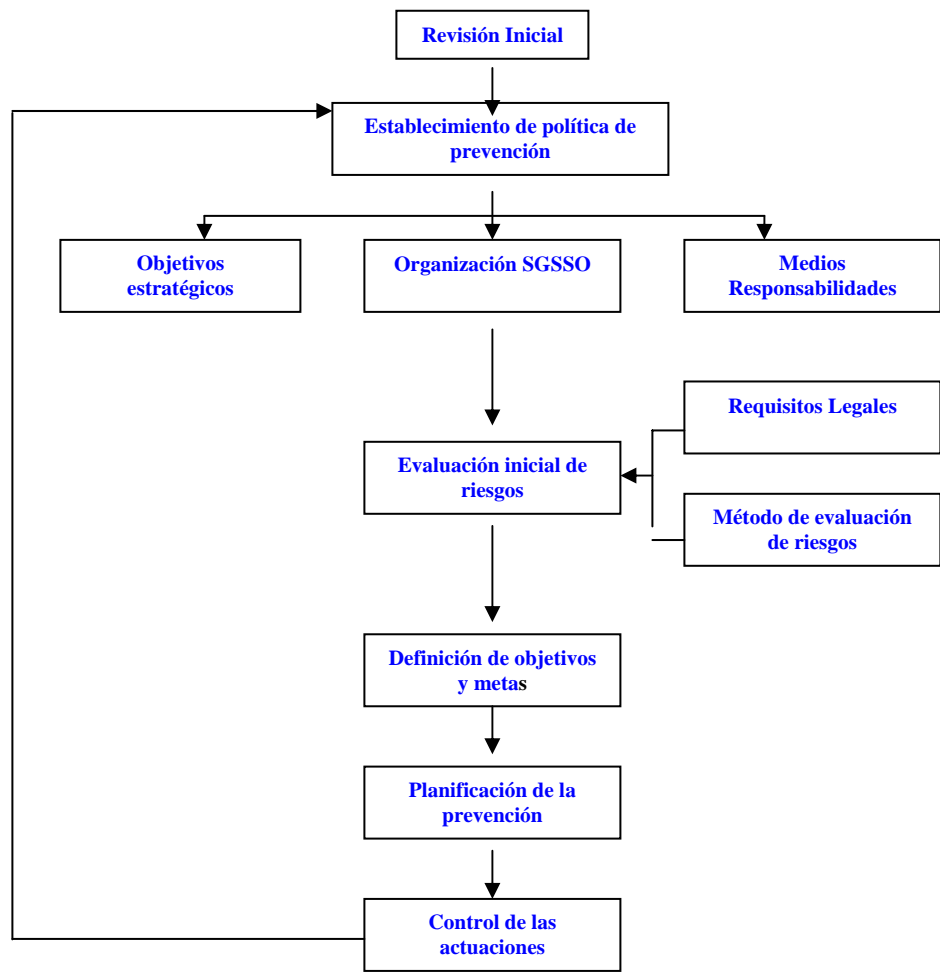 Revisión Inicial
Establecimiento de política de
prevención
Objetivos
estratégicos
Organización SGSSO
Medios
Responsabilidades
Requisitos Legales
Evaluación inicial de
riesgos
Método de evaluación
de riesgos
Definición de objetivos
y metas
Planificación de la
prevención
Control de las
actuaciones